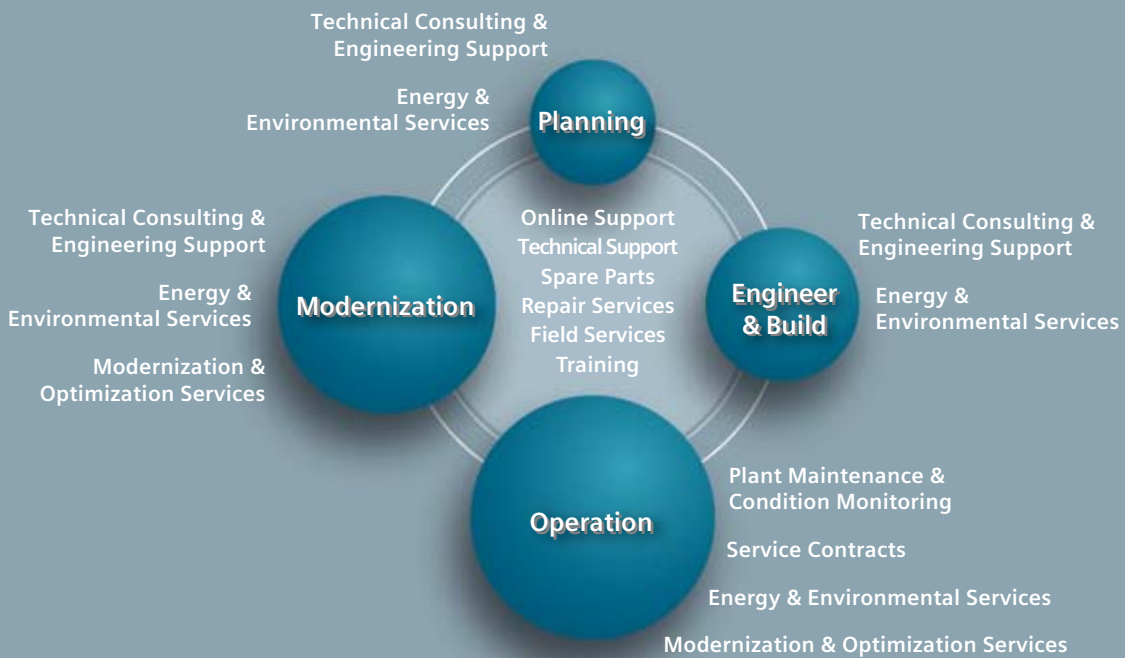 Technical Consulting &
Engineering Support
Energy &
Environmental Services
Planning
Technical Consulting &
Engineering Support
Energy &
Environmental Services
Modernization &
Optimization Services
Modernization
Online Support
Technical Support
Spare Parts
Repair Services
Field Services
Training
Engineer
& Build
Technical Consulting &
Engineering Support
Energy &
Environmental Services
Operation
Plant Maintenance &
Condition Monitoring
Service Contracts
Energy & Environmental Services
Modernization & Optimization Services